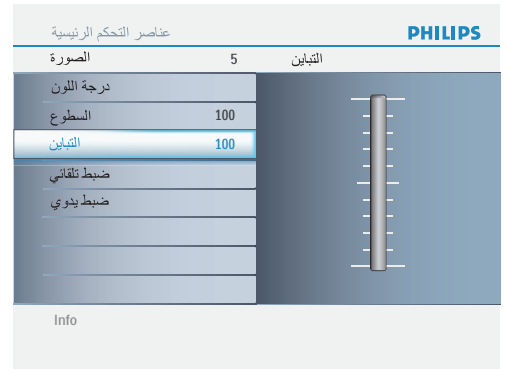 عناصر التحكم الرئيسية PHILIPS
الصورة 5 التباين
درجة اللون
السطوع 100
التباين 100
ضبط تلقائي
ضبط يدوي
Info